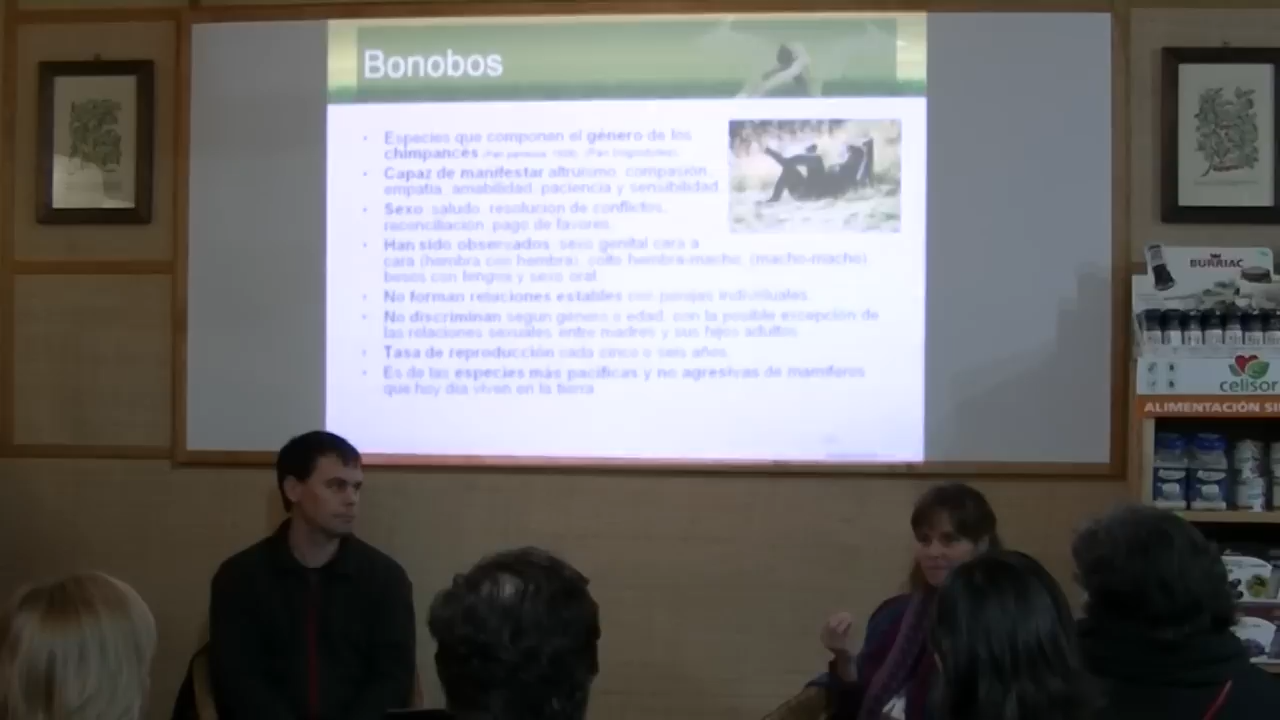 Bonobos
Especies que componen el género de los
chimpancés
Capaz de manifestar altruismo, compasión,
empatía, amabilidad, paciencia y sensibilidad
Sexo: saludo, resolución de conflictos,
reconciliación, pago de favores.
Han sido observados: sexo genital cara a
cara (hembra con hembra), coito hembra-macho, (macho-macho)
besos con lengua y sexo oral
No forman relaciones estables con parejas individuales.
No discriminan según género o edad, con la posible excepción de
las relaciones sexuales entre madres y sus hijos adultos.
Tasa de reproducción cada cinco o seis años.
Es de las especies más pacíficas y no agresivas de mamíferos
que hoy día viven en la tierra
BURRIAC
celisor
ALIMENTACIÓN SI